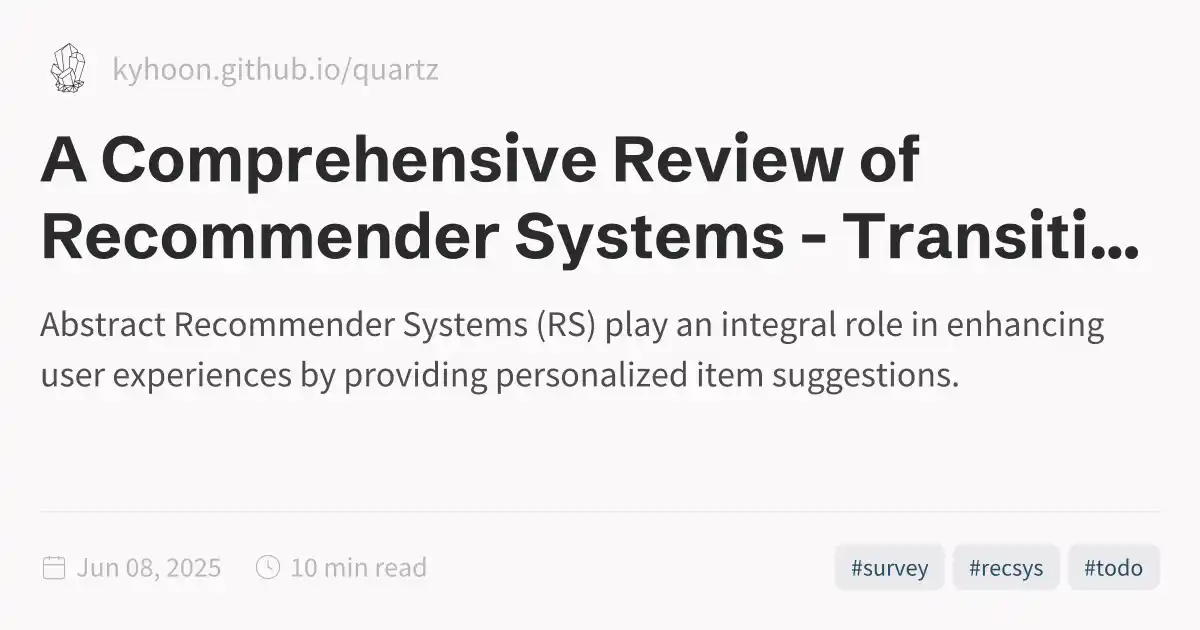 kyhoon.github.io/quartz
A Comprehensive Review of
Recommender Systems - Transiti...
Abstract Recommender Systems (RS) play an integral role in enhancing
user experiences by providing personalized item suggestions.
Jun 08, 2025 10 min read #survey #recsys #todo